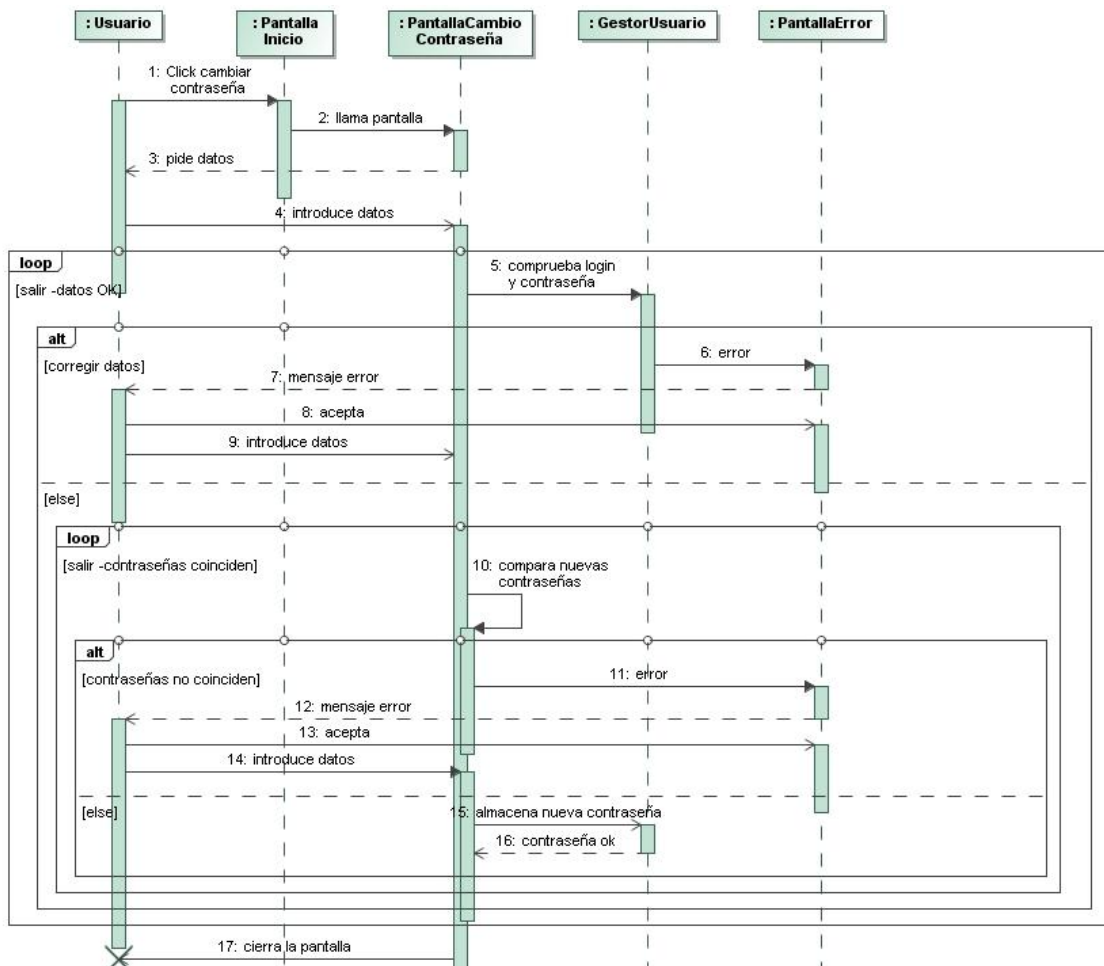 : Usuario
: Pantalla
Inicio
: PantallaCambio
Contraseña
: GestorUsuario
: PantallaError
1: Click cambiar
contraseña
2: llama pantalla
3: pide datos
4: introduce datos
loop
[salir -datos OK]
5: comprueba login
y contraseña
alt
[corregir datos]
6: error
7: mensaje error
8: acepta
9: introduce datos
[else]
loop
[salir -contraseñas coinciden]
10: compara nuevas
contraseñas
alt
[contraseñas no coinciden]
11: error
12: mensaje error
13: acepta
14: introduce datos
[else]
15: almacena nueva contraseña
16: contraseña ok
17: cierra la pantalla